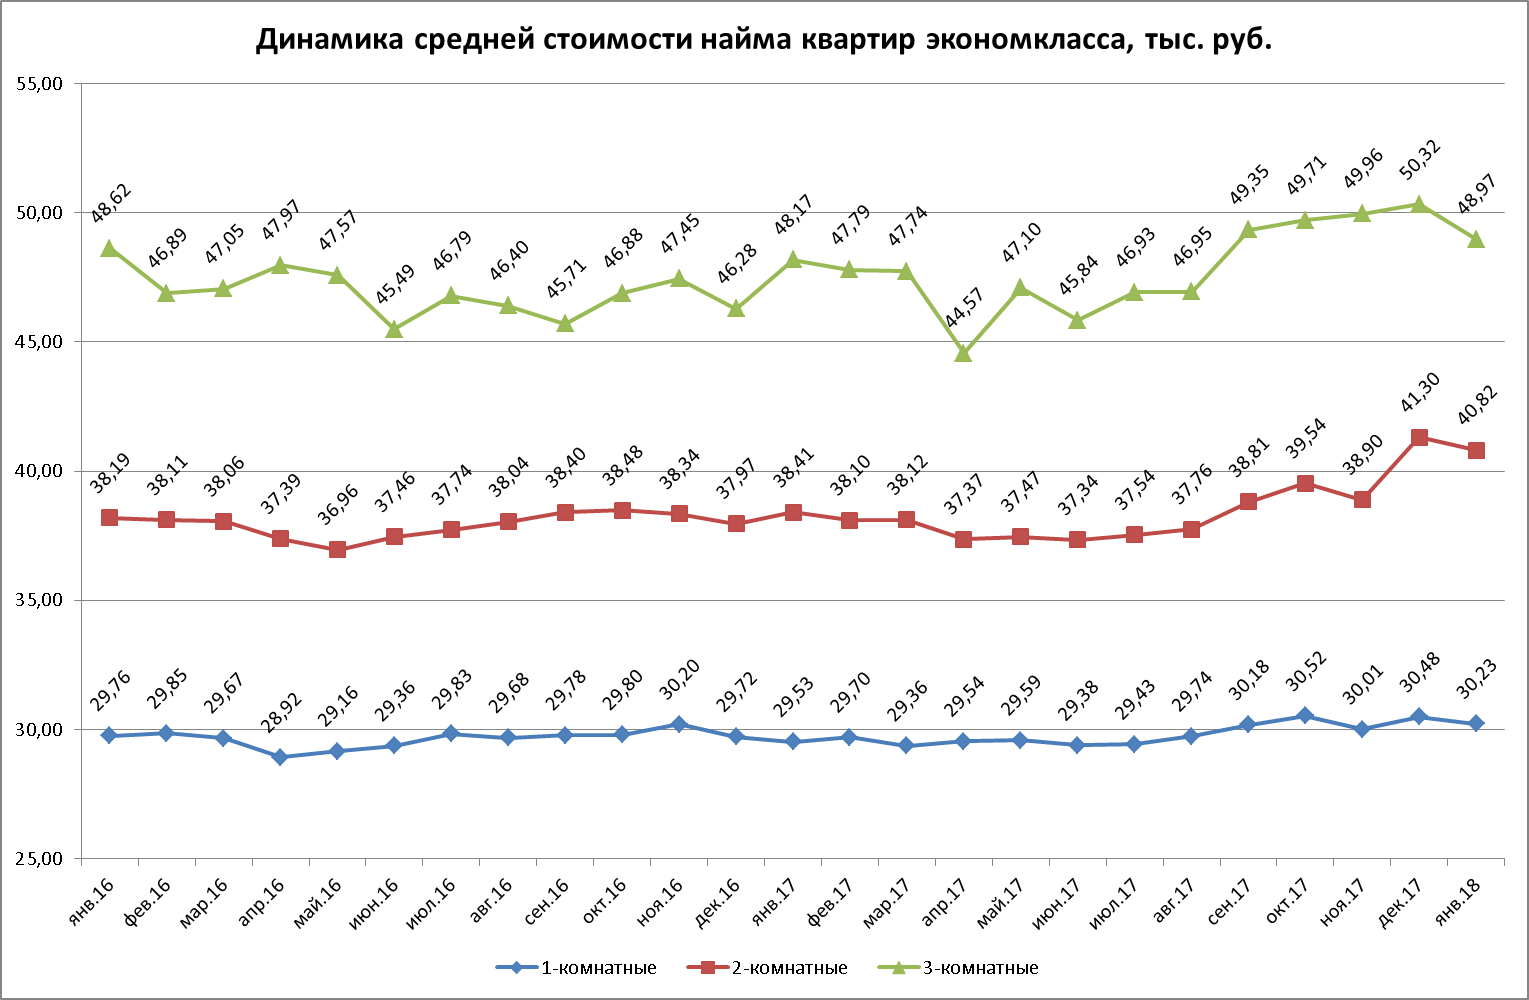 Динамика средней стоимости найма квартир экономкласса, тыс. руб.
55,00
50,00
45,00
40,00
35,00
30,00
25,00
48,62 46,89 47,05 47,97 47,57 45,49 46,79 46,40 45,71 46,88 47,45 46,28 48,17 47,79 47,74 44,57 47,10 45,84 46,93 46,95 49,35 49,71 49,96 50,32 48,97
38,19 38,11 38,06 37,39 36,96 37,46 37,74 38,04 38,40 38,48 38,34 37,97 38,41 38,10 38,12 37,37 37,47 37,34 37,54 37,76 38,81 39,54 38,90 41,30 40,82
29,76 29,85 29,67 28,92 29,16 29,36 29,83 29,68 29,78 29,80 30,20 29,72 29,53 29,70 29,36 29,54 29,59 29,38 29,43 29,74 30,18 30,52 30,01 30,48 30,23
янв.16 фев.16 мар.16 апр.16 май.16 июн.16 июл.16 авг.16 сен.16 окт.16 ноя.16 дек.16 янв.17 фев.17 мар.17 апр.17 май.17 июн.17 июл.17 авг.17 сен.17 окт.17 ноя.17 дек.17 янв.18
1-комнатные 2-комнатные 3-комнатные